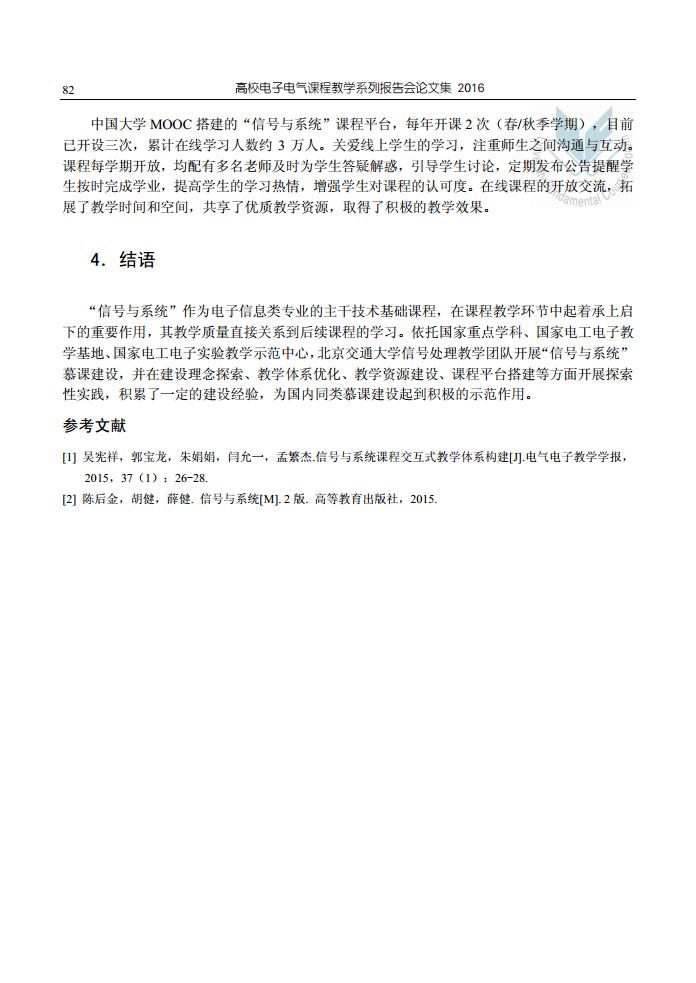 82 高校电子电气课程教学系列报告会论文集 2016
中国大学 MOOC 搭建的“信号与系统”课程平台，每年开课 2 次（春/秋季学期），目前
已开设三次，累计在线学习人数约 3 万人。关爱线上学生的学习，注重师生之间沟通与互动。
课程每学期开放，均配有多名老师及时为学生答疑解惑，引导学生讨论，定期发布公告提醒学
生按时完成学业，提高学生的学习热情，增强学生对课程的认可度。在线课程的开放交流，拓
展了教学时间和空间，共享了优质教学资源，取得了积极的教学效果。
4．结语
“信号与系统”作为电子信息类专业的主干技术基础课程，在课程教学环节中起着承上启
下的重要作用，其教学质量直接关系到后续课程的学习。依托国家重点学科、国家电工电子教
学基地、国家电工电子实验教学示范中心，北京交通大学信号处理教学团队开展“信号与系统”
慕课建设，并在建设理念探索、教学体系优化、教学资源建设、课程平台搭建等方面开展探索
性实践，积累了一定的建设经验，为国内同类慕课建设起到积极的示范作用。
参考文献
[1] 吴宪祥，郭宝龙，朱娟娟，闫允一，孟繁杰.信号与系统课程交互式教学体系构建[J].电气电子教学学报，
2015，37（1）：26-28.
[2] 陈后金，胡健，薛健. 信号与系统[M]. 2 版. 高等教育出版社，2015.